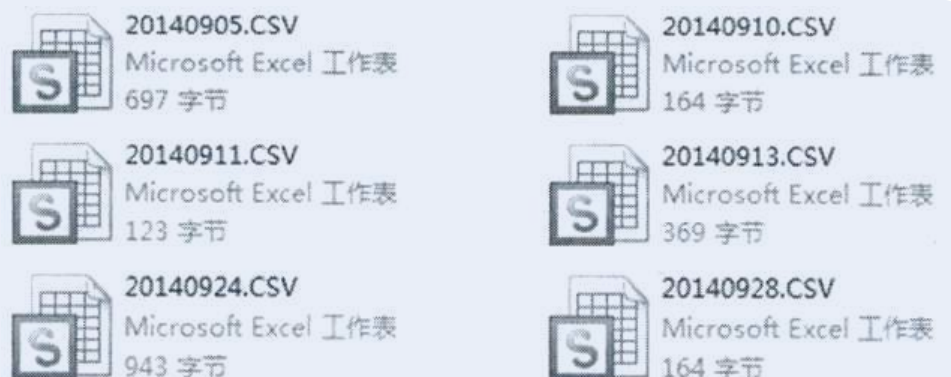 20140905.CSV
Microsoft Excel 工作表
697 字节
20140910.CSV
Microsoft Excel 工作表
164 字节
20140911.CSV
Microsoft Excel 工作表
123 字节
20140913.CSV
Microsoft Excel 工作表
369 字节
20140924.CSV
Microsoft Excel 工作表
943 字节
20140928.CSV
Microsoft Excel 工作表
164 字节